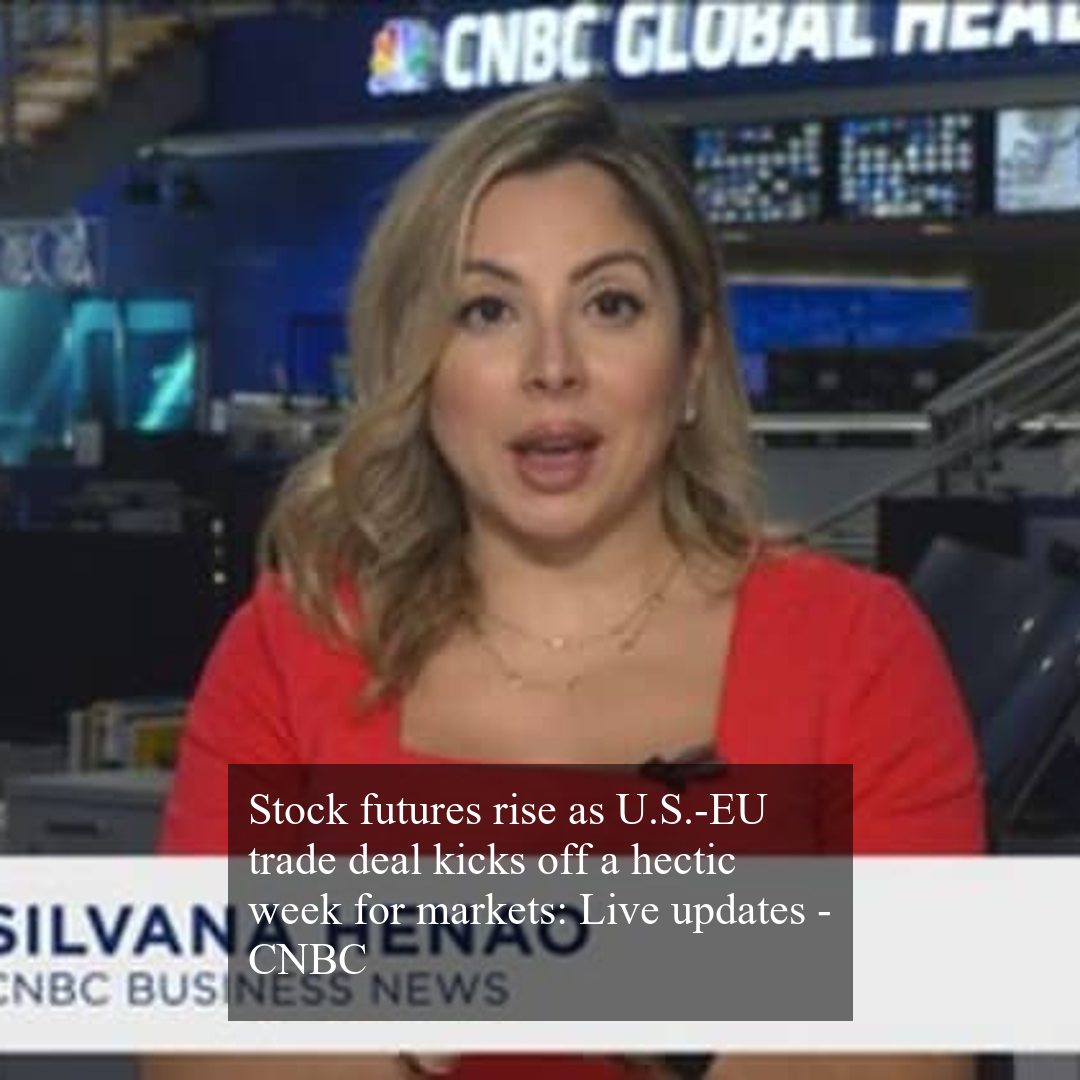 CNBC GLOBAL HEA
Stock futures rise as U.S.-EU
trade deal kicks off a hectic
week for markets: Live updates -
CNBC
SILVANA HENAO
CNBC BUSINESS NEWS